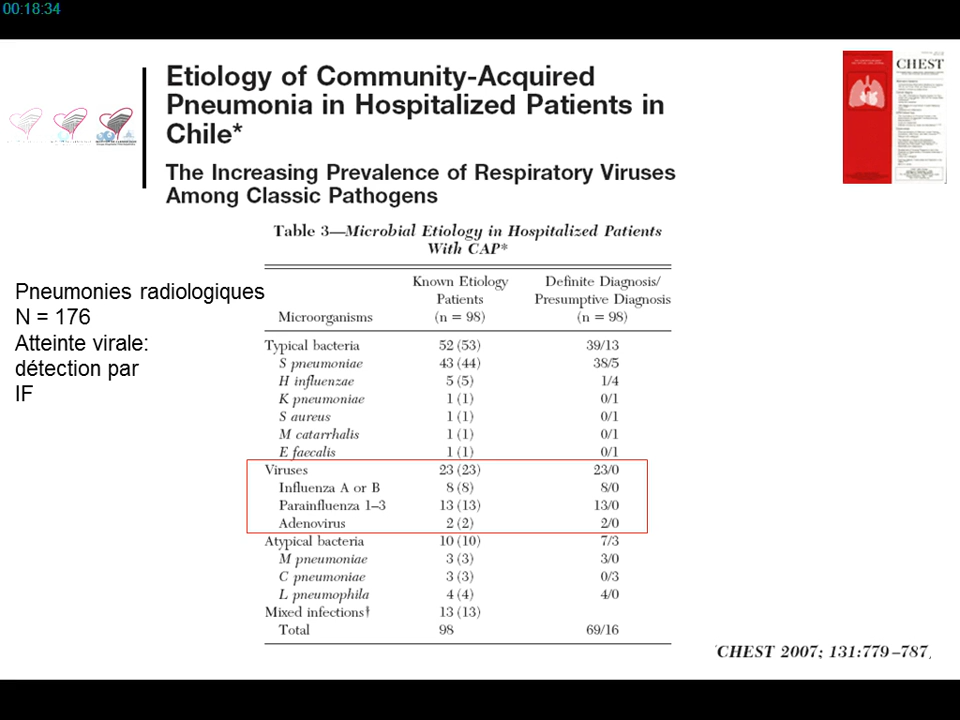 00:18:34
Etiology of Community-Acquired
Pneumonia in Hospitalized Patients in
Chile*
The Increasing Prevalence of Respiratory Viruses
Among Classic Pathogens
CHEST
Pneumonies radiologiques
N = 176
Atteinte virale:
détection par
IF
Table 3—Microbial Etiology in Hospitalized Patients
With CAP*
Known Etiology Definite Diagnosis/
Patients Presumptive Diagnosis
Microorganisms (n = 98) (n = 98)
Typical bacteria 52 (53) 39/13
S pneumoniae 43 (44) 38/5
H influenzae 5 (5) 1/4
K pneumoniae 1 (1) 0/1
S aureus 1 (1) 0/1
M catarrhalis 1 (1) 0/1
E faecalis 1 (1) 0/1
Viruses 23 (23) 23/0
Influenza A or B 8 (8) 8/0
Parainfluenza 1–3 13 (13) 13/0
Adenovirus 2 (2) 2/0
Atypical bacteria 10 (10) 7/3
M pneumoniae 3 (3) 3/0
C pneumoniae 3 (3) 0/3
L pneumophila 4 (4) 4/0
Mixed infections† 13 (13)
Total 98 69/16
CHEST 2007; 131:779–787